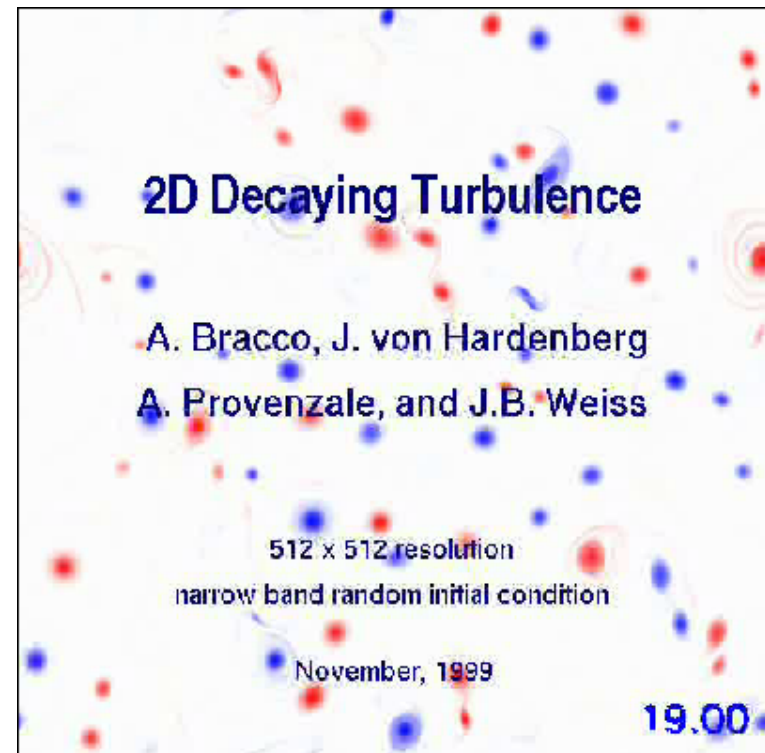 2D Decaying Turbulence
A. Bracco, J. von Hardenberg
A. Provenzale, and J.B. Weiss
512 x 512 resolution
narrow band random initial condition
November, 1999
19.00